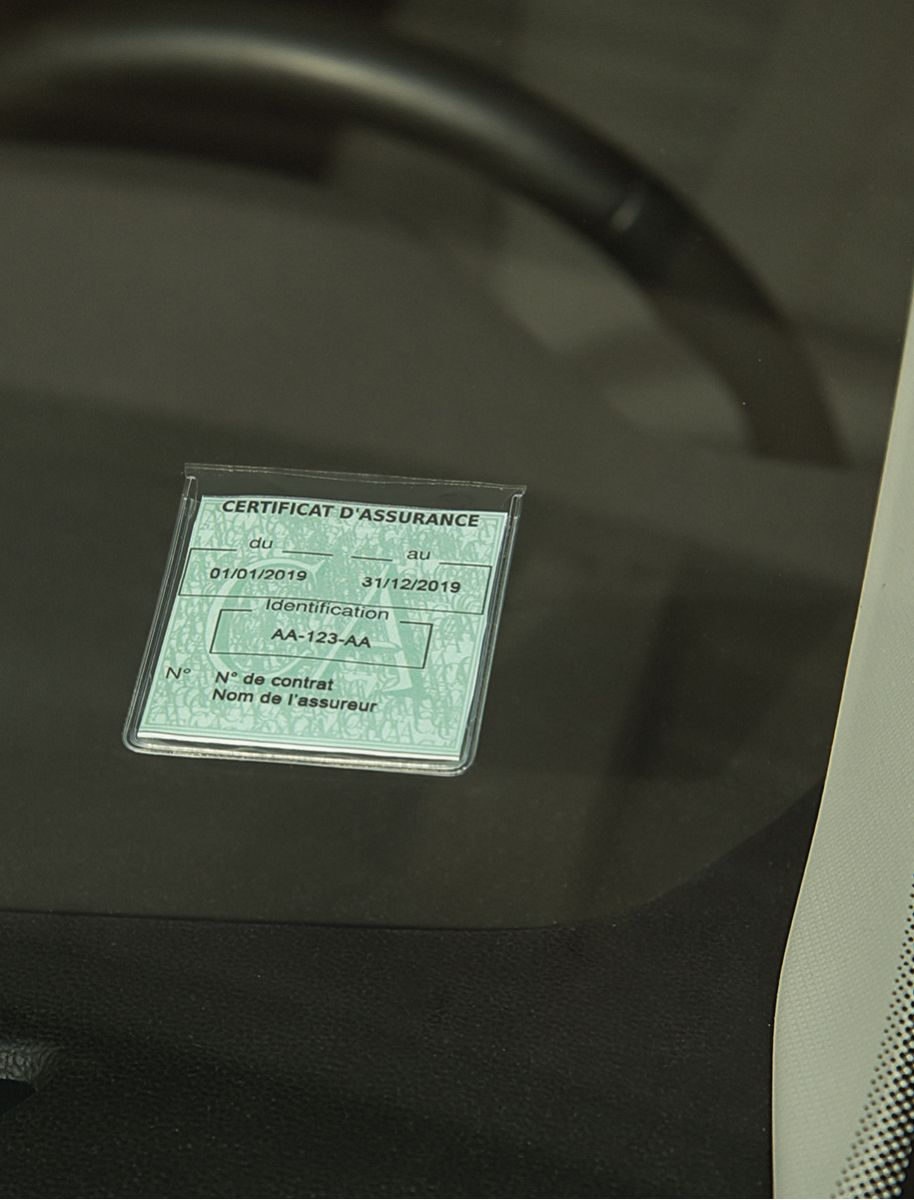 CERTIFICAT D'ASSURANCE
du au
01/01/2019 31/12/2019
Identification
AA-123-AA
N° N° de contrat
Nom de l'assureur
CA